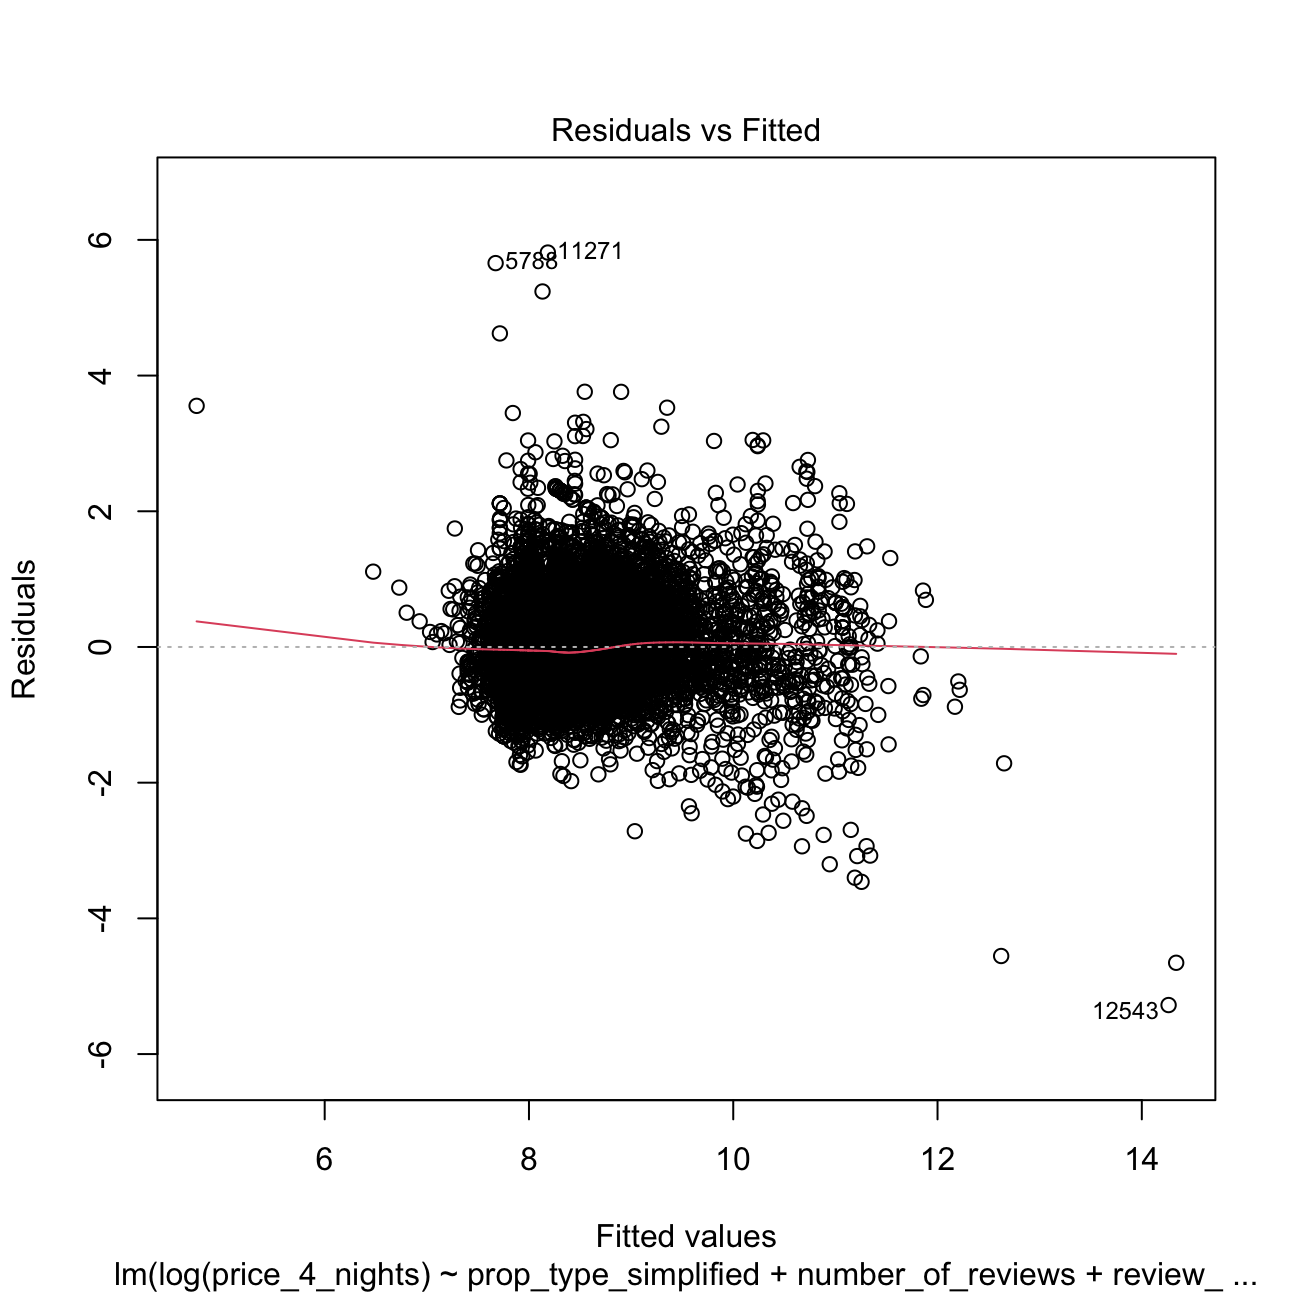 Residuals vs Fitted
Residuals
6
4
2
0
-2
-4
-6
11271
5788
12543
6 8 10 12 14
Fitted values
lm(log(price_4_nights) ~ prop_type_simplified + number_of_reviews + review_ ...